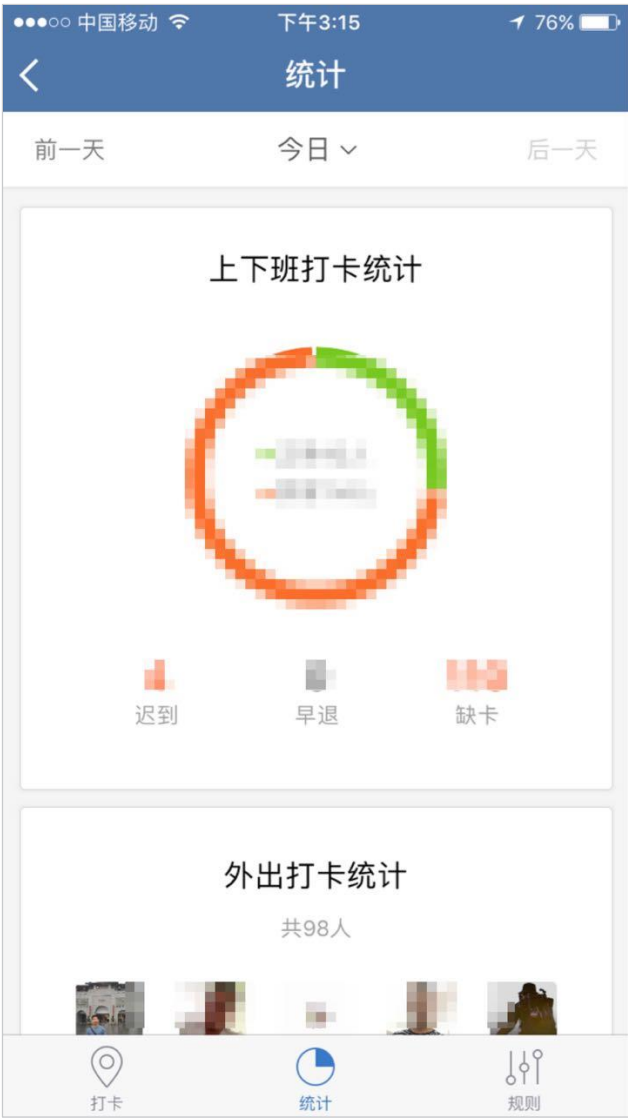 中国移动 下午3:15 76%
统计
前一天 今日 后一天
上下班打卡统计
迟到 早退 缺卡
外出打卡统计
共98人
打卡 统计 规则